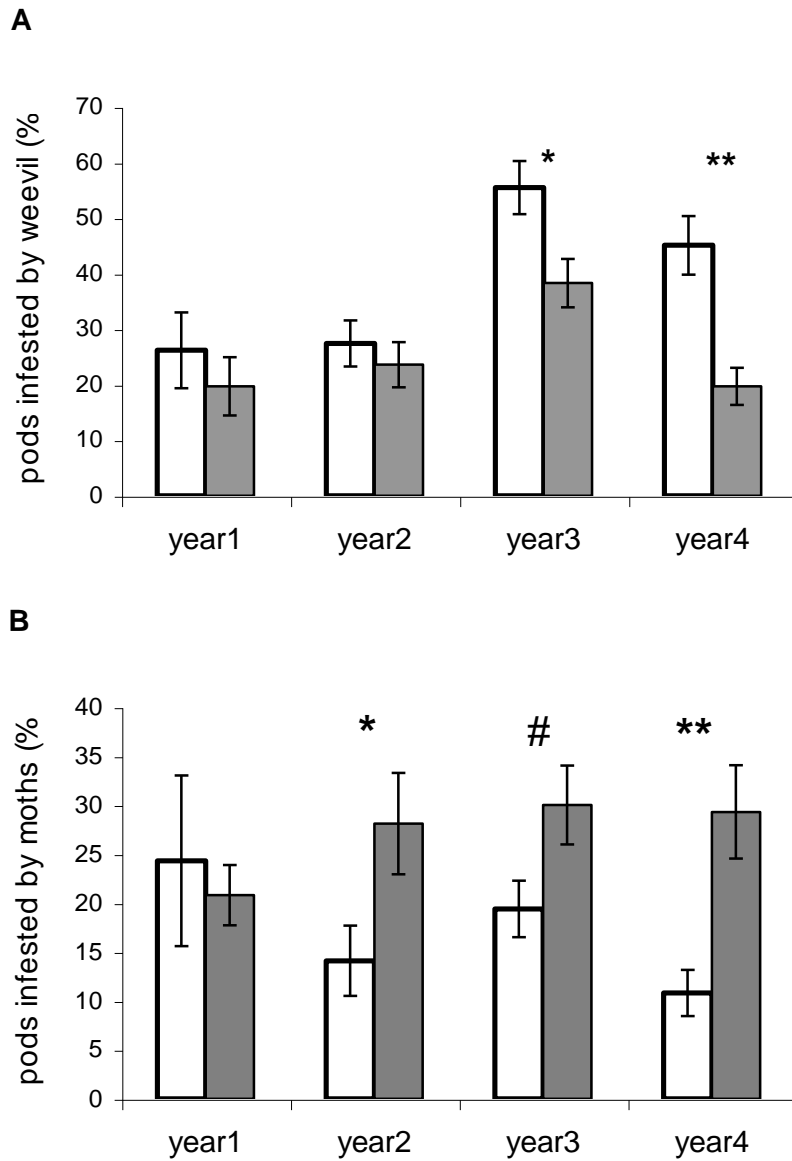 A
pods infested by weevil (%
70
60
50
40
30
20
10
0
* **
year1 year2 year3 year4
B
pods infested by moths (%
40
35
30
25
20
15
10
5
0
* # **
year1 year2 year3 year4